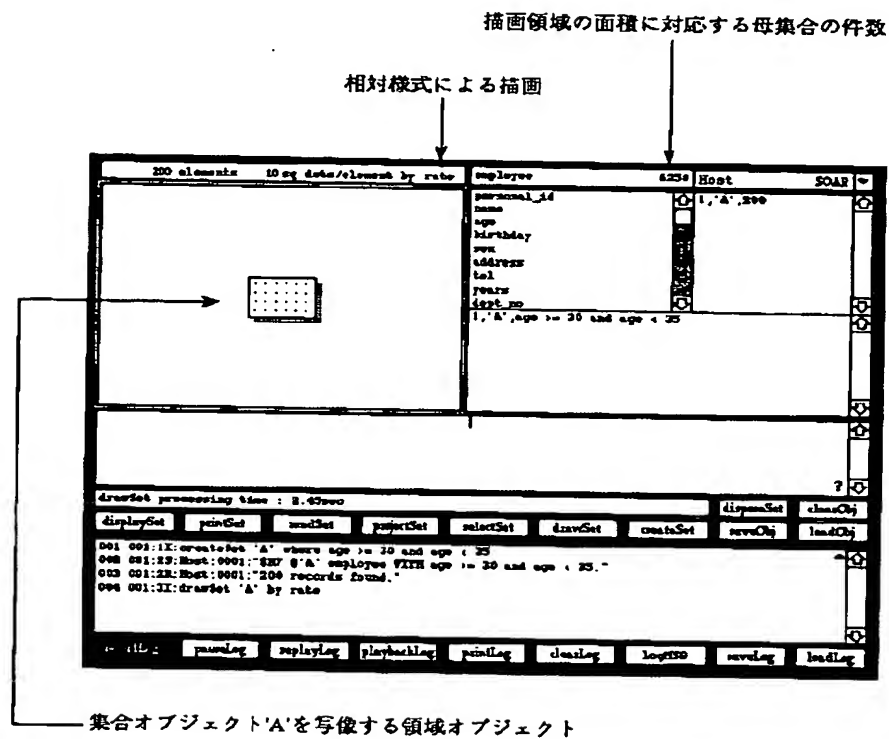 描画領域の面積に対応する母集合の件数
相対様式による描画
200 elements 10 sq dots/element by rate
employee 6236 Host SOAR
personal_id
name
age
birthday
sex
address
tel
years
dept_no
1,'A',200
1,'A',age >= 30 and age < 35
?
drawSet processing time : 2.43sec
disposeSet clearObj
displaySet printSet sendSet projectSet selectSet drawSet createSet saveObj loadObj
001 001:1X:createSet 'A' where age >= 30 and age < 35
002 001:2S:Host:0001:"@'A' employee WITH age >= 30 and age < 35."
003 001:2R:Host:0001:"200 records found."
004 001:3X:drawSet 'A' by rate
pauseLog replayLog playbackLog printLog clearLog saveLog loadLog
集合オブジェクト'A'を写像する領域オブジェクト